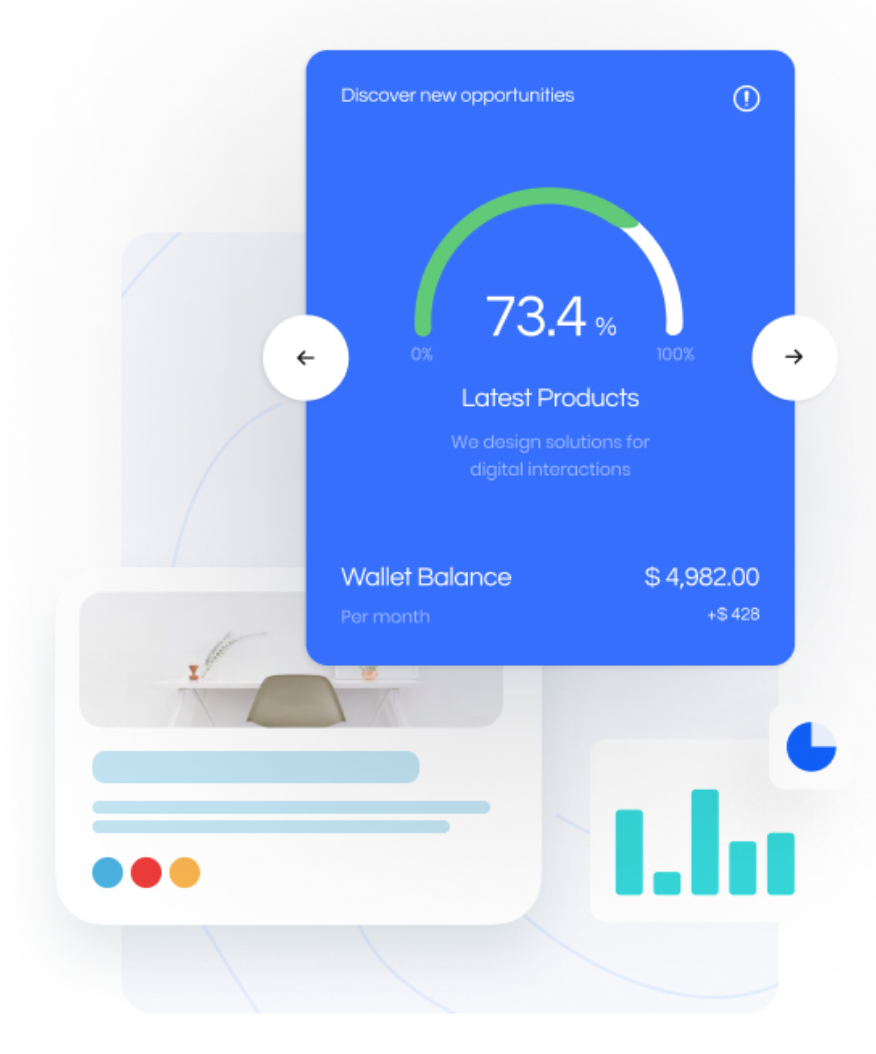 Discover new opportunities
73.4 %
0%
100%
Latest Products
We design solutions for
digital interactions
Wallet Balance
$ 4,982.00
Per month
+$ 428